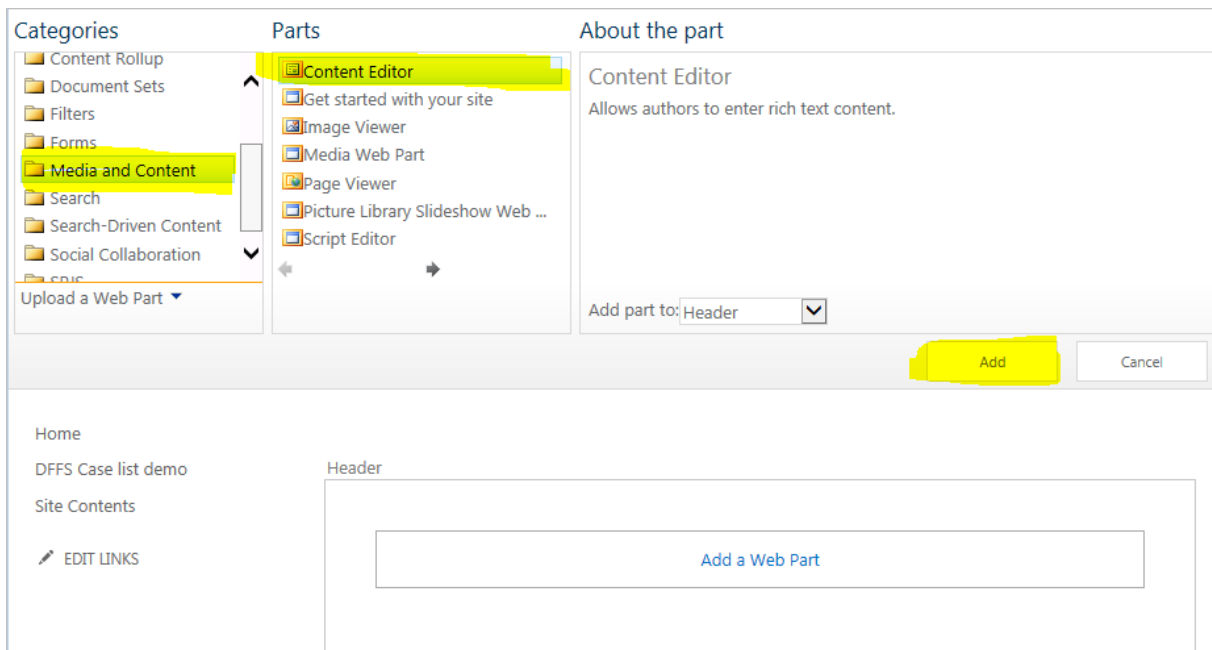 Categories
Content Rollup
Document Sets
Filters
Forms
Media and Content
Search
Search-Driven Content
Social Collaboration
Upload a Web Part
Parts
Content Editor
Get started with your site
Image Viewer
Media Web Part
Page Viewer
Picture Library Slideshow Web ...
Script Editor
About the part
Content Editor
Allows authors to enter rich text content.
Add part to: Header
Add
Cancel
Home
DFFS Case list demo
Site Contents
EDIT LINKS
Header
Add a Web Part